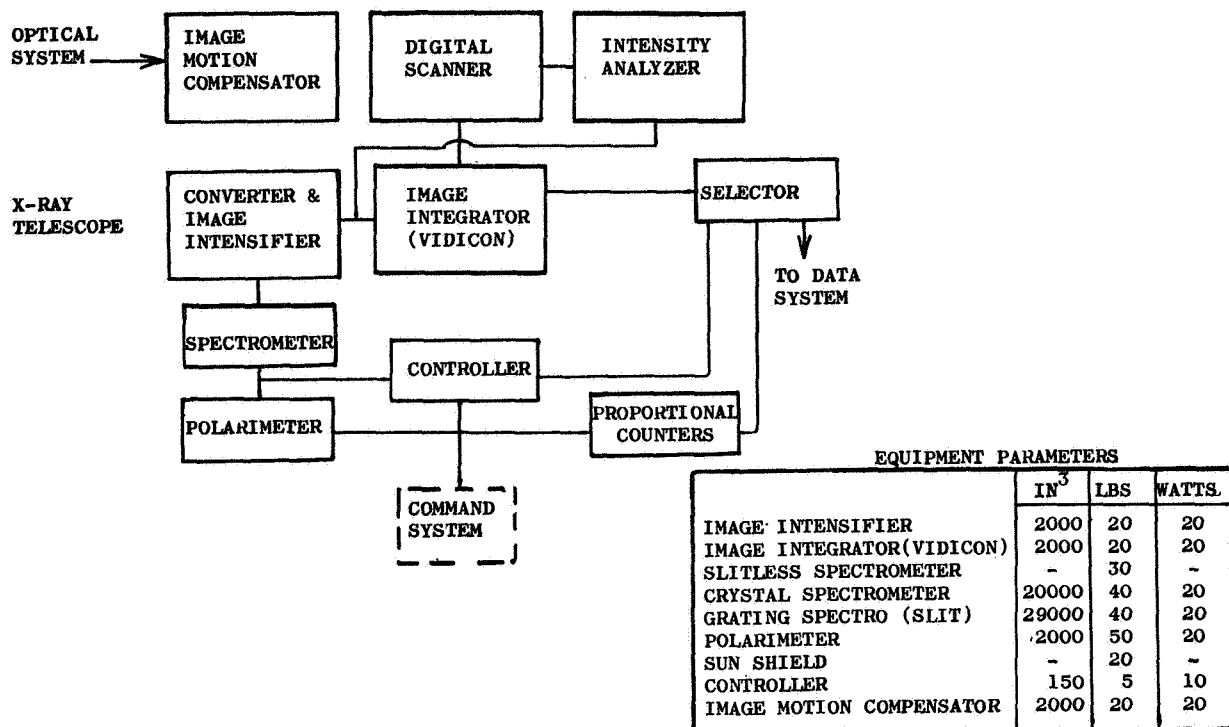 OPTICAL
SYSTEM
IMAGE
MOTION
COMPENSATOR
DIGITAL
SCANNER
INTENSITY
ANALYZER
X-RAY
TELESCOPE
CONVERTER &
IMAGE
INTENSIFIER
IMAGE
INTEGRATOR
(VIDICON)
SELECTOR
TO DATA
SYSTEM
SPECTROMETER
CONTROLLER
POLARIMETER
PROPORTIONAL
COUNTERS
COMMAND
SYSTEM
EQUIPMENT PARAMETERS
IN³ LBS WATTS
IMAGE INTENSIFIER 2000 20 20
IMAGE INTEGRATOR(VIDICON) 2000 20 20
SLITLESS SPECTROMETER - 30 -
CRYSTAL SPECTROMETER 20000 40 20
GRATING SPECTRO (SLIT) 29000 40 20
POLARIMETER 2000 50 20
SUN SHIELD - 20 -
CONTROLLER 150 5 10
IMAGE MOTION COMPENSATOR 2000 20 20